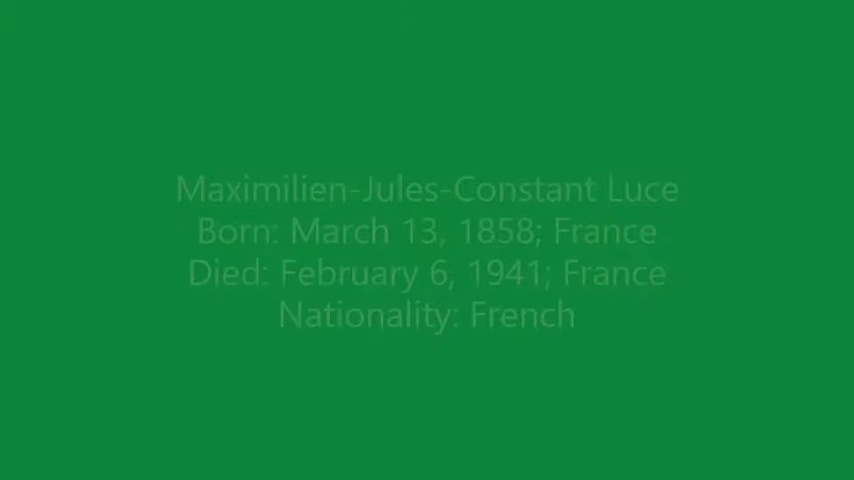 Maximilien-Jules-Constant Luce
Born: March 13, 1858; France
Died: February 6, 1941; France
Nationality: French